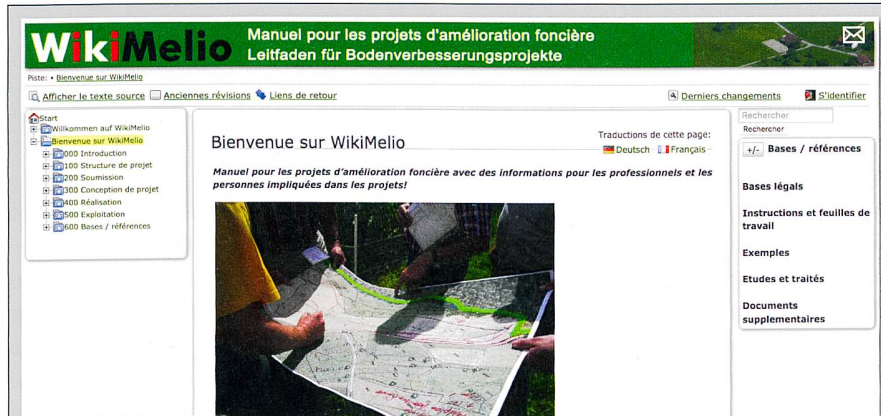 WikiMelio
Manuel pour les projets d'amélioration foncière
Leitfaden für Bodenverbesserungsprojekte
Piste: • Bienvenue sur WikiMelio
Afficher le texte source Anciennes révisions Liens de retour
Derniers changements S'identifier
Start
Willkommen auf WikiMelio
Bienvenue sur WikiMelio
000 Introduction
100 Structure de projet
200 Soumission
300 Conception de projet
400 Réalisation
500 Exploitation
600 Bases / références
Bienvenue sur WikiMelio
Traductions de cette page:
Deutsch Français
Manuel pour les projets d'amélioration foncière avec des informations pour les professionnels et les
personnes impliquées dans les projets!
Rechercher
Rechercher
+/- Bases / références
Bases légals
Instructions et feuilles de
travail
Exemples
Etudes et traités
Documents
supplementaires